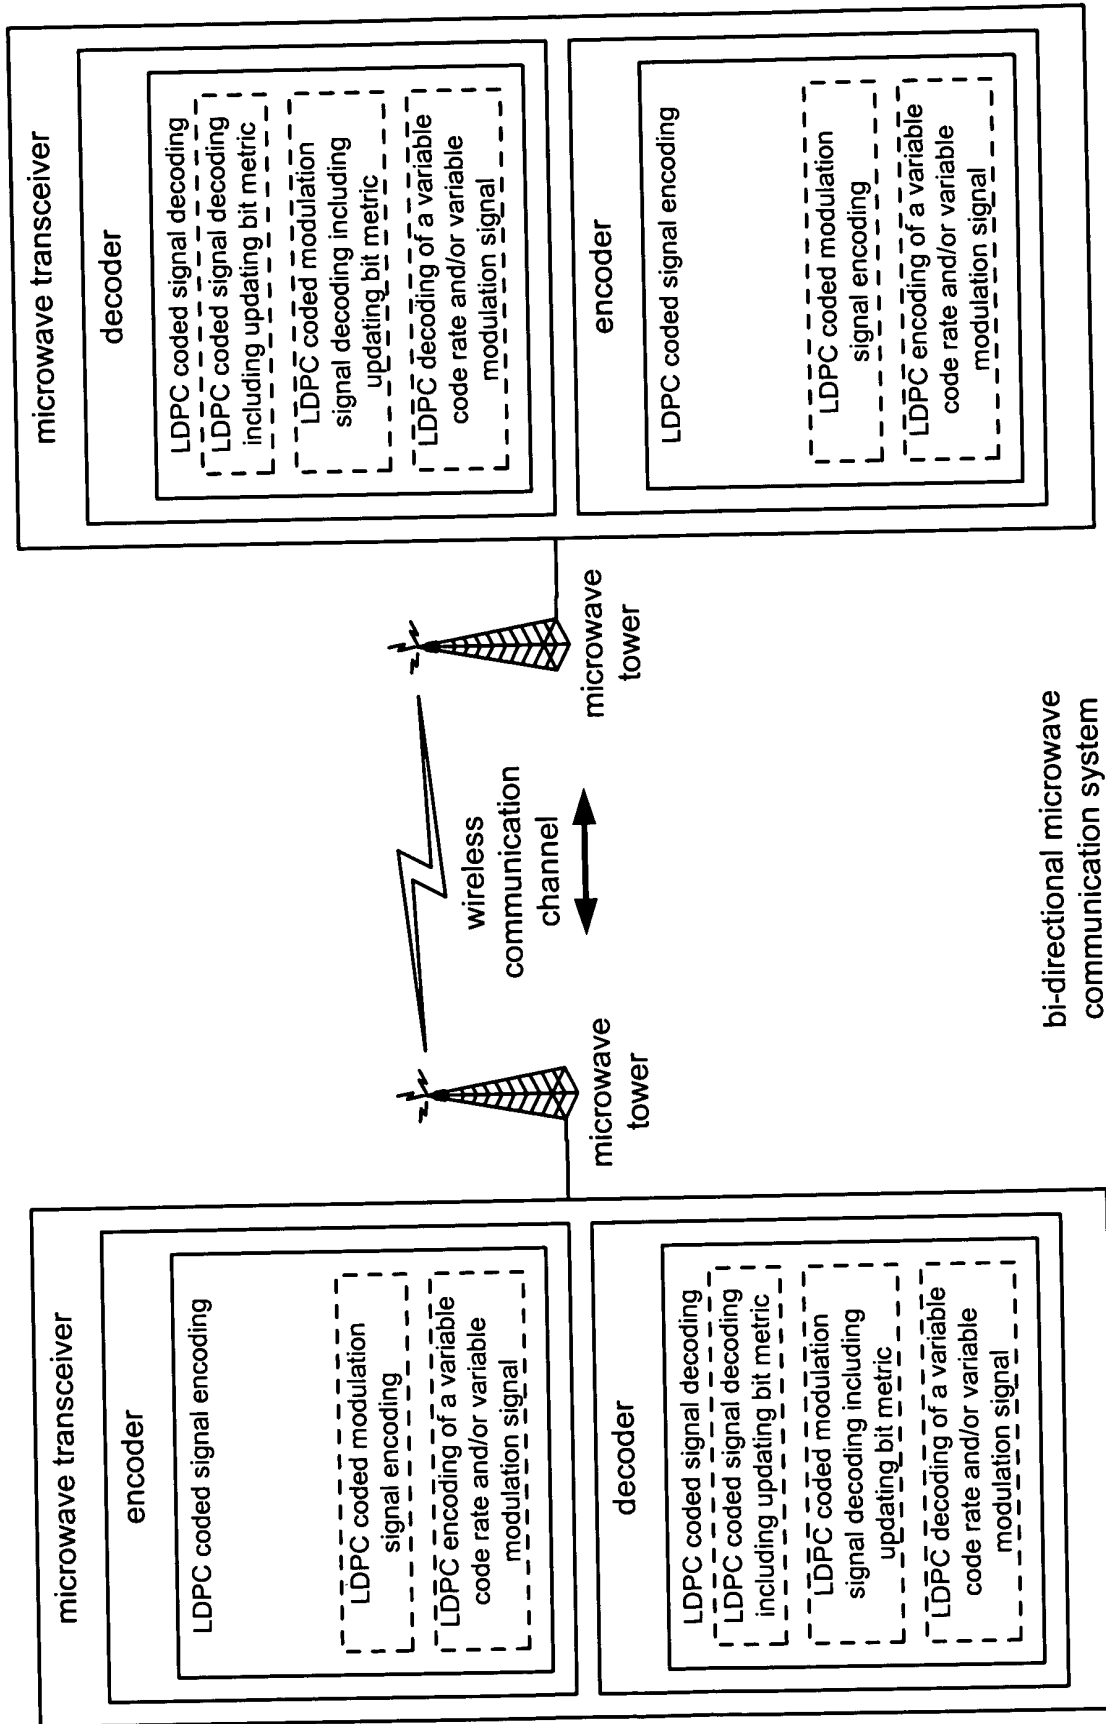 microwave transceiver
encoder
LDPC coded signal encoding
LDPC coded modulation
signal encoding
LDPC encoding of a variable
code rate and/or variable
modulation signal
decoder
LDPC coded signal decoding
LDPC coded signal decoding
including updating bit metric
LDPC coded modulation
signal decoding including
updating bit metric
LDPC decoding of a variable
code rate and/or variable
modulation signal
microwave
tower
wireless
communication
channel
microwave
tower
microwave transceiver
decoder
LDPC coded signal decoding
LDPC coded signal decoding
including updating bit metric
LDPC coded modulation
signal decoding including
updating bit metric
LDPC decoding of a variable
code rate and/or variable
modulation signal
encoder
LDPC coded signal encoding
LDPC coded modulation
signal encoding
LDPC encoding of a variable
code rate and/or variable
modulation signal
bi-directional microwave
communication system